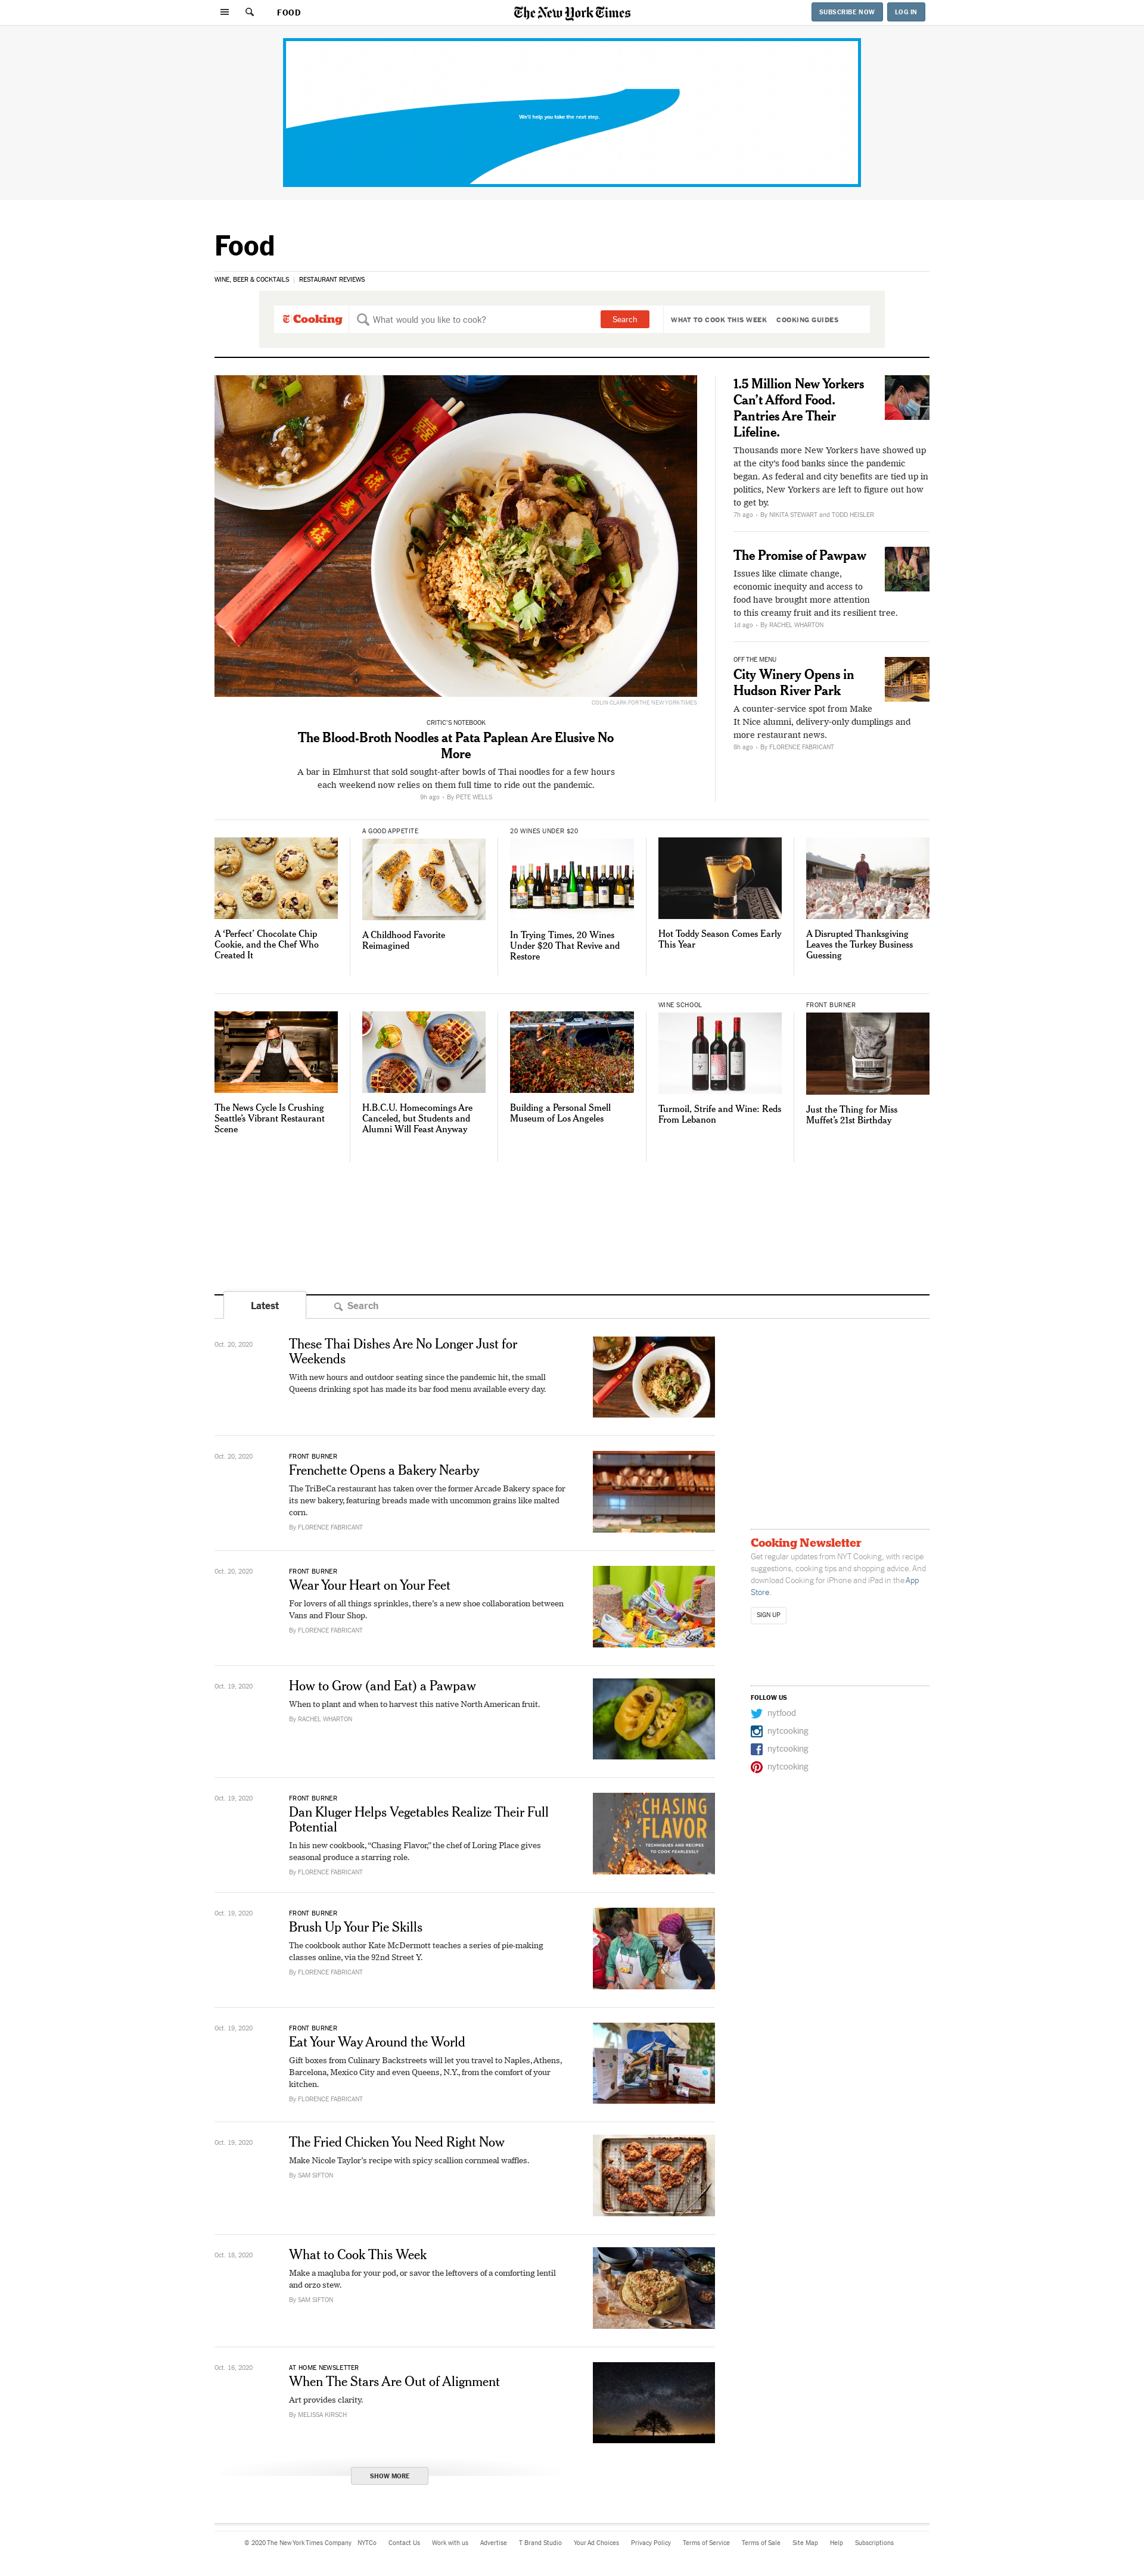 FOOD
The New York Times
SUBSCRIBE NOW
LOG IN
We'll help you take the next step.
Food
WINE, BEER & COCKTAILS
RESTAURANT REVIEWS
Cooking
What would you like to cook?
Search
WHAT TO COOK THIS WEEK
COOKING GUIDES
COLIN CLARK FOR THE NEW YORK TIMES
CRITIC'S NOTEBOOK
The Blood-Broth Noodles at Pata Paplean Are Elusive No
More
A bar in Elmhurst that sold sought-after bowls of Thai noodles for a few hours
each weekend now relies on them full time to ride out the pandemic.
9h ago - By PETE WELLS
1.5 Million New Yorkers
Can't Afford Food.
Pantries Are Their
Lifeline.
Thousands more New Yorkers have showed up
at the city's food banks since the pandemic
began. As federal and city benefits are tied up in
politics, New Yorkers are left to figure out how
to get by.
7h ago - By NIKITA STEWART and TODD HEISLER
The Promise of Pawpaw
Issues like climate change,
economic inequity and access to
food have brought more attention
to this creamy fruit and its resilient tree.
1d ago - By RACHEL WHARTON
OFF THE MENU
City Winery Opens in
Hudson River Park
A counter-service spot from Make
It Nice alumni, delivery-only dumplings and
more restaurant news.
8h ago - By FLORENCE FABRICANT
A 'Perfect' Chocolate Chip
Cookie, and the Chef Who
Created It
A GOOD APPETITE
A Childhood Favorite
Reimagined
20 WINES UNDER $20
In Trying Times, 20 Wines
Under $20 That Revive and
Restore
Hot Toddy Season Comes Early
This Year
A Disrupted Thanksgiving
Leaves the Turkey Business
Guessing
The News Cycle Is Crushing
Seattle's Vibrant Restaurant
Scene
H.B.C.U. Homecomings Are
Canceled, but Students and
Alumni Will Feast Anyway
Building a Personal Smell
Museum of Los Angeles
WINE SCHOOL
Turmoil, Strife and Wine: Reds
From Lebanon
FRONT BURNER
Just the Thing for Miss
Muffet's 21st Birthday
Latest
Search
Oct. 20, 2020
These Thai Dishes Are No Longer Just for
Weekends
With new hours and outdoor seating since the pandemic hit, the small
Queens drinking spot has made its bar food menu available every day.
Oct. 20, 2020
FRONT BURNER
Frenchette Opens a Bakery Nearby
The TriBeCa restaurant has taken over the former Arcade Bakery space for
its new bakery, featuring breads made with uncommon grains like malted
corn.
By FLORENCE FABRICANT
Oct. 20, 2020
FRONT BURNER
Wear Your Heart on Your Feet
For lovers of all things sprinkles, there's a new shoe collaboration between
Vans and Flour Shop.
By FLORENCE FABRICANT
Oct. 19, 2020
How to Grow (and Eat) a Pawpaw
When to plant and when to harvest this native North American fruit.
By RACHEL WHARTON
Oct. 19, 2020
FRONT BURNER
Dan Kluger Helps Vegetables Realize Their Full
Potential
In his new cookbook, "Chasing Flavor," the chef of Loring Place gives
seasonal produce a starring role.
By FLORENCE FABRICANT
CHASING
FLAVOR
TECHNIQUES AND RECIPES
TO COOK FEARLESSLY
Oct. 19, 2020
FRONT BURNER
Brush Up Your Pie Skills
The cookbook author Kate McDermott teaches a series of pie-making
classes online, via the 92nd Street Y.
By FLORENCE FABRICANT
Oct. 19, 2020
FRONT BURNER
Eat Your Way Around the World
Gift boxes from Culinary Backstreets will let you travel to Naples, Athens,
Barcelona, Mexico City and even Queens, N.Y., from the comfort of your
kitchen.
By FLORENCE FABRICANT
Oct. 19, 2020
The Fried Chicken You Need Right Now
Make Nicole Taylor's recipe with spicy scallion cornmeal waffles.
By SAM SIFTON
Oct. 18, 2020
What to Cook This Week
Make a maqluba for your pod, or savor the leftovers of a comforting lentil
and orzo stew.
By SAM SIFTON
Oct. 16, 2020
AT HOME NEWSLETTER
When The Stars Are Out of Alignment
Art provides clarity.
By MELISSA KIRSCH
SHOW MORE
Cooking Newsletter
Get regular updates from NYT Cooking, with recipe
suggestions, cooking tips and shopping advice. And
download Cooking for iPhone and iPad in the App
Store.
SIGN UP
FOLLOW US
nytfood
nytcooking
nytcooking
nytcooking
© 2020 The New York Times Company
NYTCo
Contact Us
Work with us
Advertise
T Brand Studio
Your Ad Choices
Privacy Policy
Terms of Service
Terms of Sale
Site Map
Help
Subscriptions